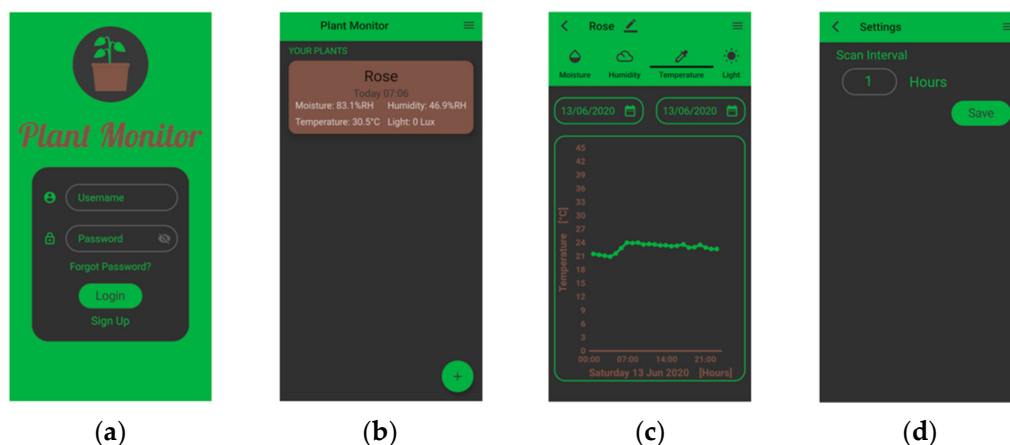 Plant Monitor
Username
Password
Forgot Password?
Login
Sign Up
(a)
Plant Monitor
YOUR PLANTS
Rose
Today 07:06
Moisture: 83.1%RH Humidity: 46.9%RH
Temperature: 30.5°C Light: 0 Lux
+
(b)
Rose
Moisture Humidity Temperature Light
13/06/2020 13/06/2020
45
42
39
36
33
30
27
24
21
18
15
12
9
6
3
0
Temperature [°C]
00:00 07:00 14:00 21:00
Saturday 13 Jun 2020 [Hours]
(c)
Settings
Scan Interval
1 Hours
Save
(d)